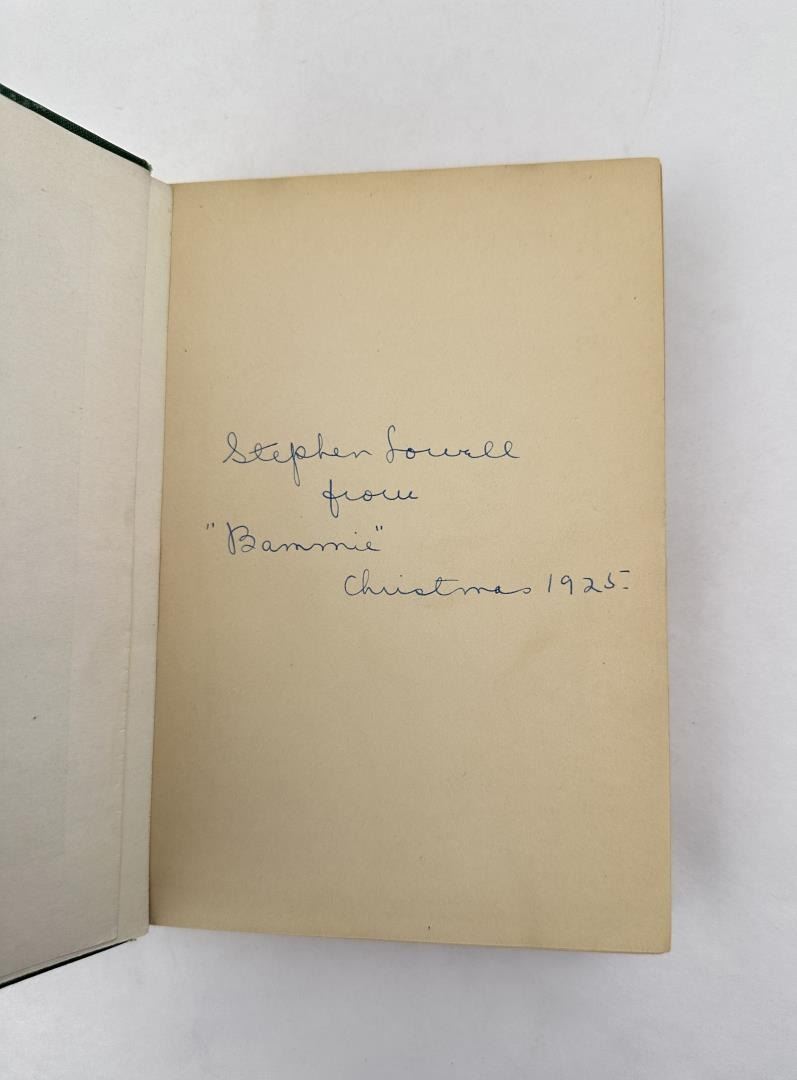 Stephen Lowell
from
"Bammie"
Christmas 1925.